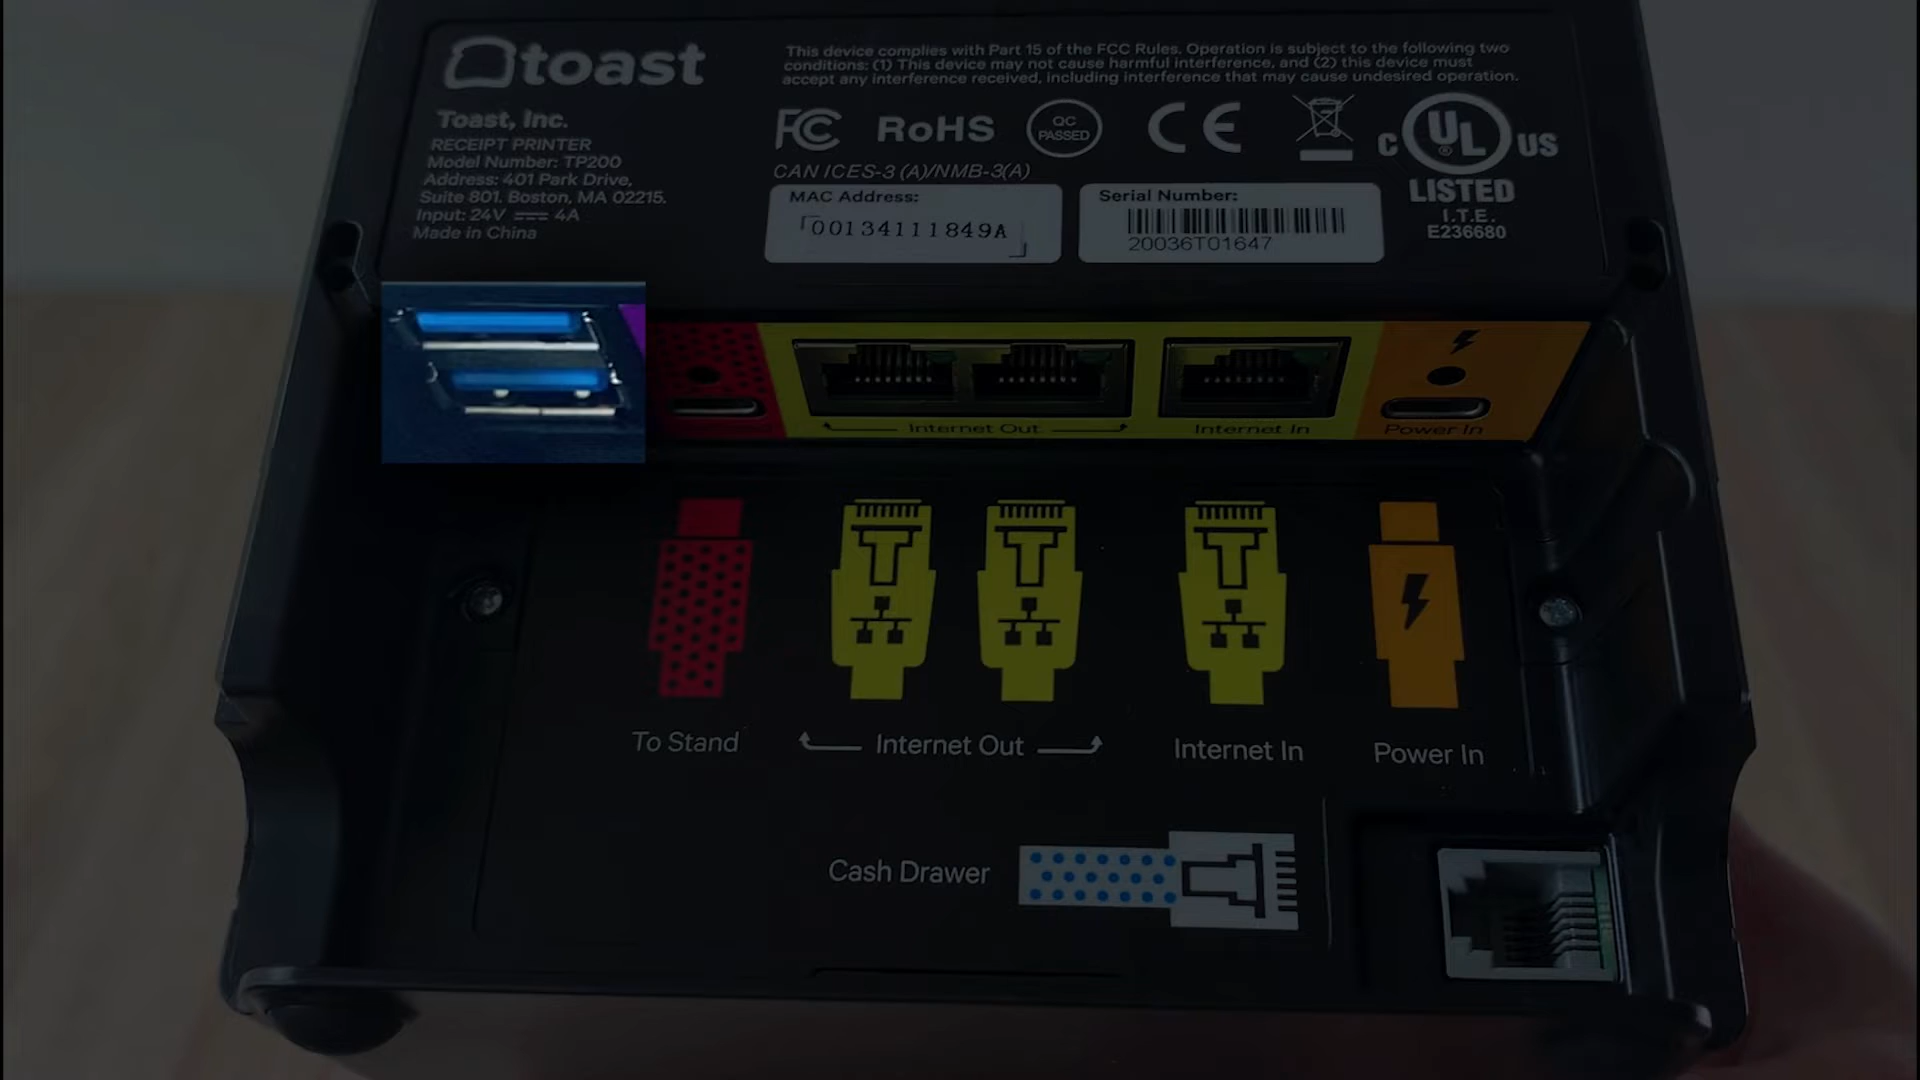 toast
Toast, Inc.
RECEIPT PRINTER
Model Number: TP200
Address: 401 Park Drive,
Suite 801. Boston, MA 02215.
Input: 24V 4A
Made in China
This device complies with Part 15 of the FCC Rules. Operation is subject to the following two
conditions: (1) This device may not cause harmful interference, and (2) this device must
accept any interference received, including interference that may cause undesired operation.
FC RoHS QC PASSED CE C UL US
LISTED
I.T.E.
E236680
CAN ICES-3 (A)/NMB-3(A)
MAC Address:
00134111849A
Serial Number:
20036T01647
Internet Out
Internet In
Power In
To Stand
Internet Out
Internet In
Power In
Cash Drawer